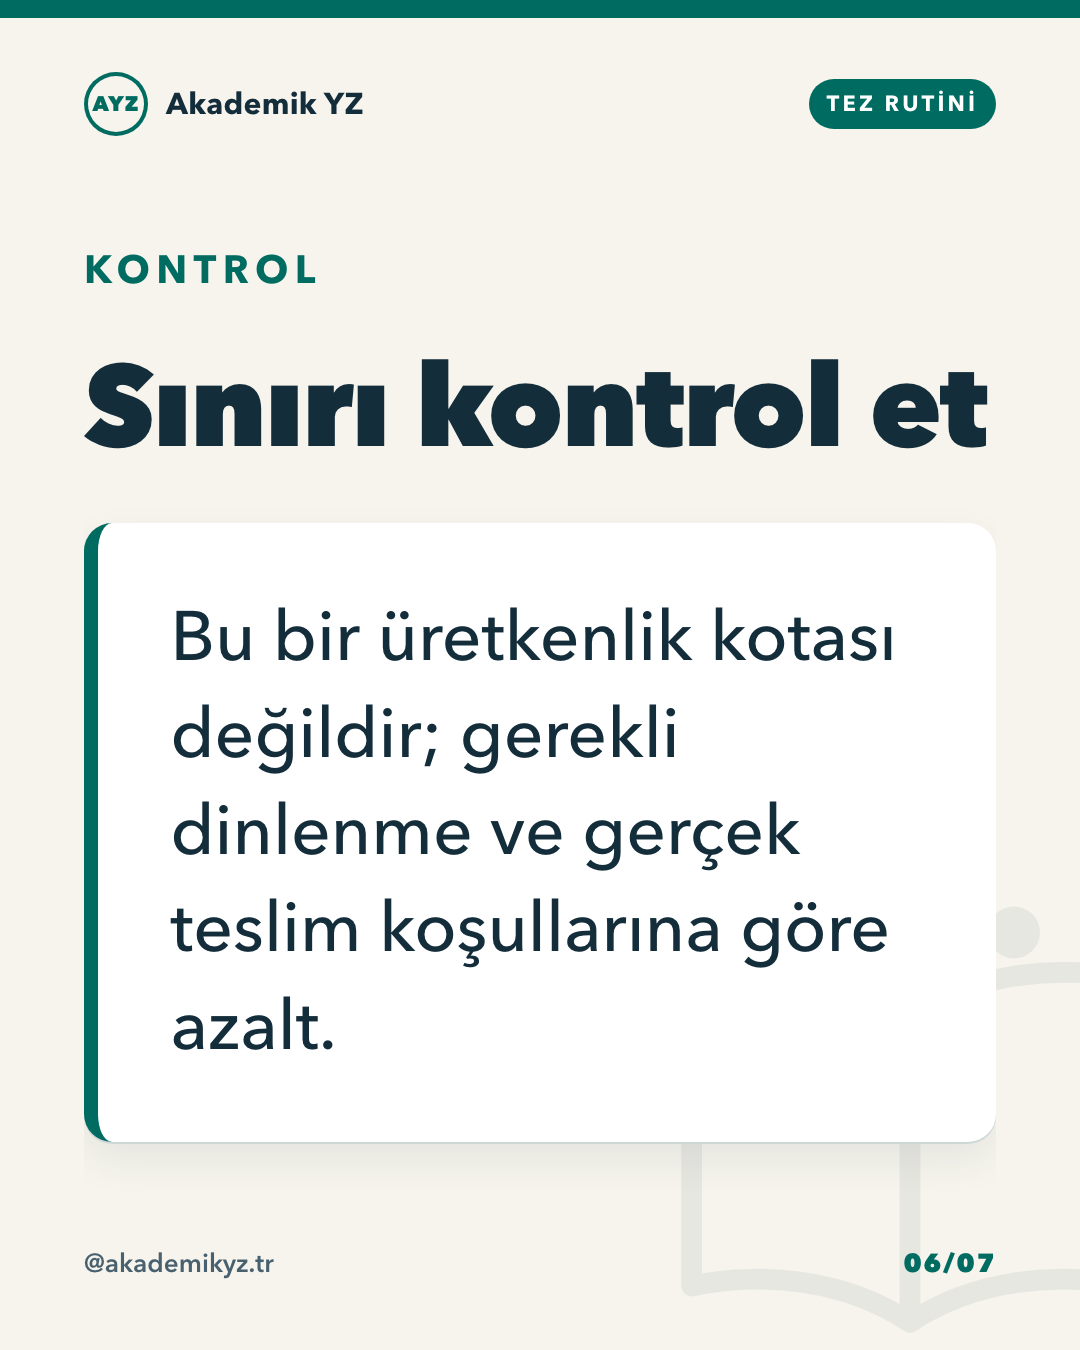 AYZ Akademik YZ
TEZ RUTİNİ
KONTROL
Sınırı kontrol et
Bu bir üretkenlik kotası
değildir; gerekli
dinlenme ve gerçek
teslim koşullarına göre
azalt.
@akademikyz.tr
06/07